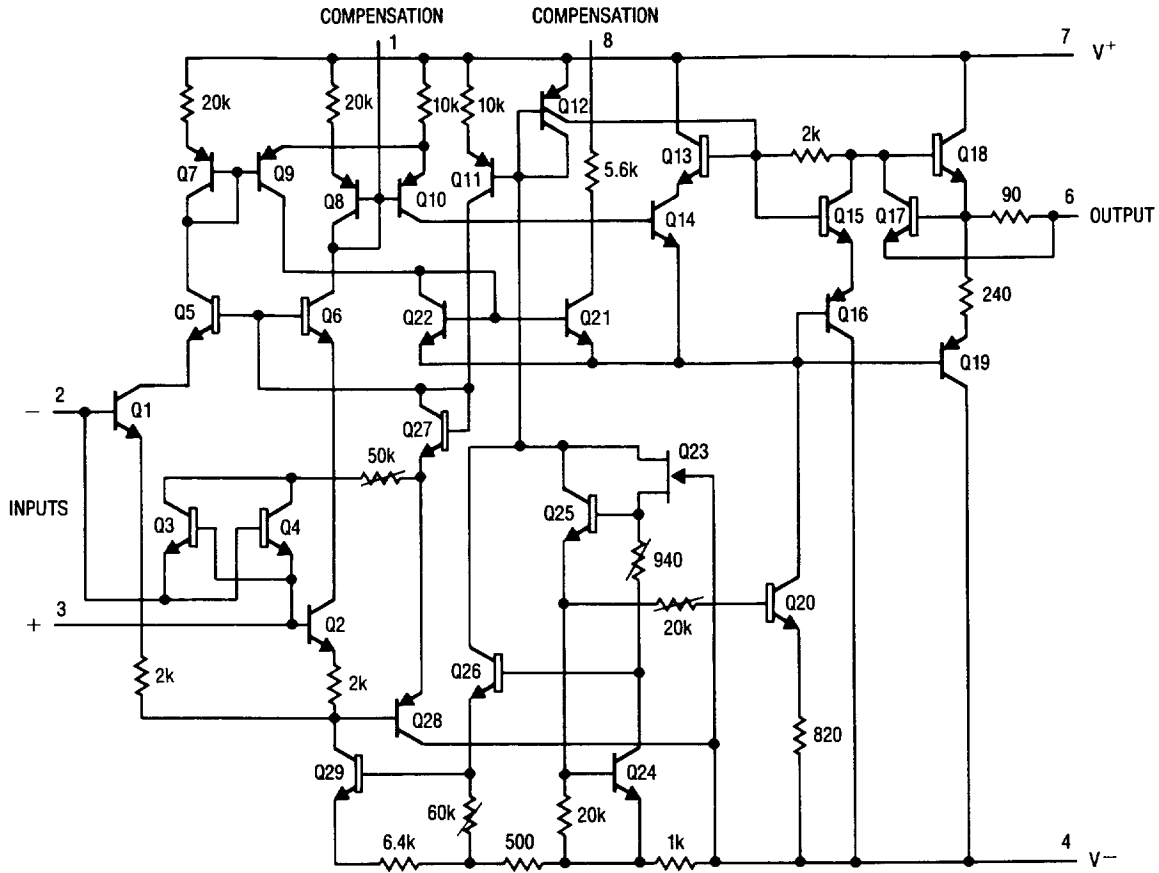 COMPENSATION COMPENSATION
1 8 7 V+
20k 20k 10k 10k Q12
2k
Q7 Q9 Q8 Q10 Q11 5.6k Q13 Q18
90 6 OUTPUT
Q14 Q15 Q17
Q5 Q6 Q22 Q21 Q16 240
Q19
2 − Q1
Q27
50k Q23
INPUTS
Q3 Q4 Q25
940
3 + Q2 20k Q20
2k 2k Q26
Q28 820
Q29 Q24
60k 20k
6.4k 500 1k 4 V−